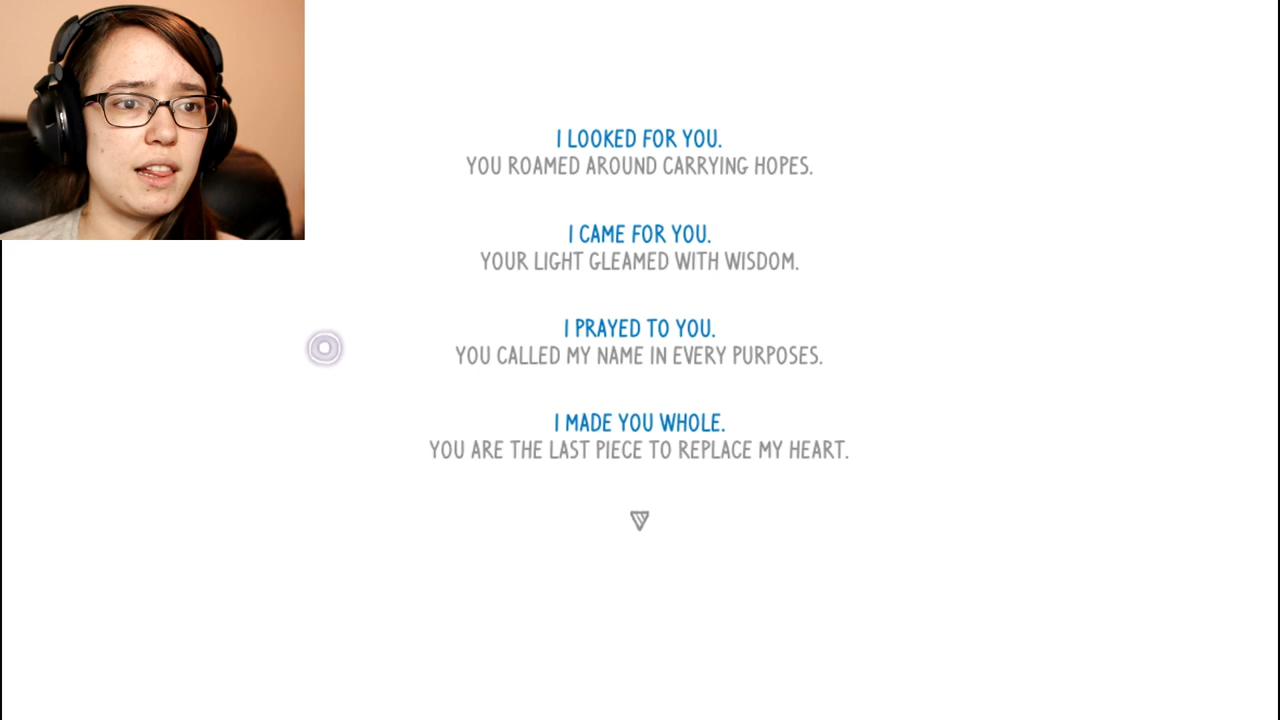 I LOOKED FOR YOU.
YOU ROAMED AROUND CARRYING HOPES.
I CAME FOR YOU.
YOUR LIGHT GLEAMED WITH WISDOM.
I PRAYED TO YOU.
YOU CALLED MY NAME IN EVERY PURPOSES.
I MADE YOU WHOLE.
YOU ARE THE LAST PIECE TO REPLACE MY HEART.